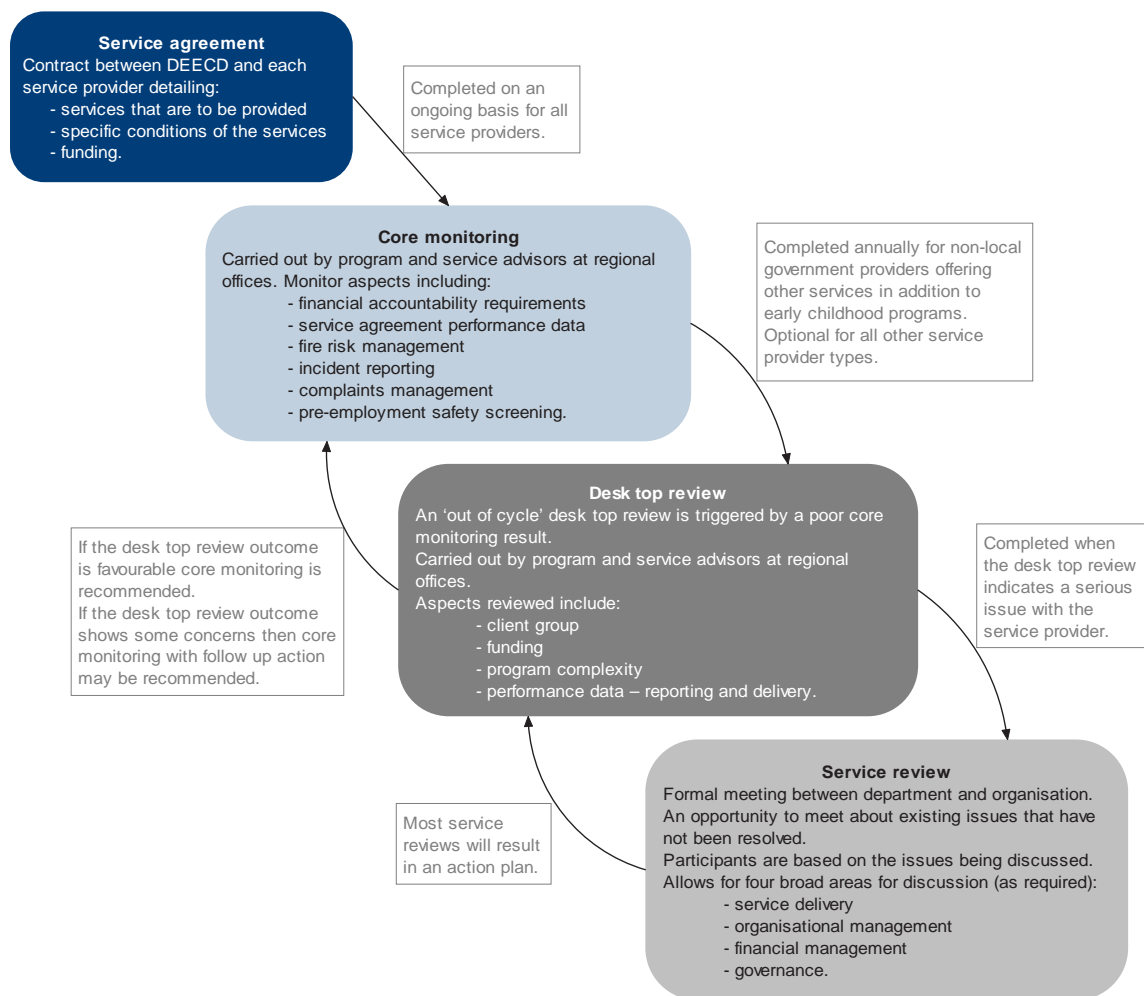 Service agreement
Contract between DEECD and each
service provider detailing:
- services that are to be provided
- specific conditions of the services
- funding.
Completed on an
ongoing basis for all
service providers.
Core monitoring
Carried out by program and service advisors at regional
offices. Monitor aspects including:
- financial accountability requirements
- service agreement performance data
- fire risk management
- incident reporting
- complaints management
- pre-employment safety screening.
Completed annually for non-local
government providers offering
other services in addition to
early childhood programs.
Optional for all other service
provider types.
Desk top review
An ‘out of cycle’ desk top review is triggered by a poor core
monitoring result.
Carried out by program and service advisors at regional
offices.
Aspects reviewed include:
- client group
- funding
- program complexity
- performance data – reporting and delivery.
If the desk top review outcome
is favourable core monitoring is
recommended.
If the desk top review outcome
shows some concerns then core
monitoring with follow up action
may be recommended.
Completed when
the desk top review
indicates a serious
issue with the
service provider.
Service review
Formal meeting between department and organisation.
An opportunity to meet about existing issues that have
not been resolved.
Participants are based on the issues being discussed.
Allows for four broad areas for discussion (as required):
- service delivery
- organisational management
- financial management
- governance.
Most service
reviews will result
in an action plan.